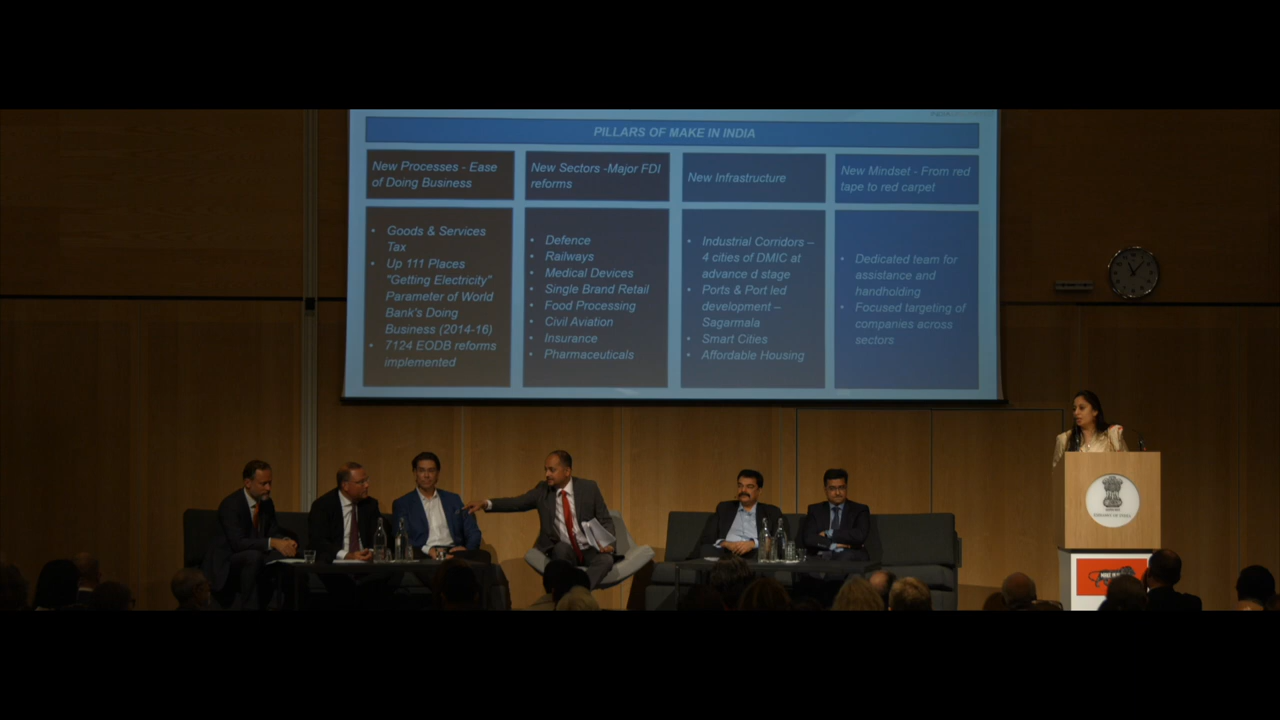 PILLARS OF MAKE IN INDIA
New Processes - Ease
of Doing Business
• Goods & Services
Tax
• Up 111 Places
"Getting Electricity"
Parameter of World
Bank's Doing
Business (2014-16)
• 7124 EODB reforms
implemented
New Sectors -Major FDI
reforms
• Defence
• Railways
• Medical Devices
• Single Brand Retail
• Food Processing
• Civil Aviation
• Insurance
• Pharmaceuticals
New Infrastructure
• Industrial Corridors –
4 cities of DMIC at
advance d stage
• Ports & Port led
development –
Sagarmala
• Smart Cities
• Affordable Housing
New Mindset - From red
tape to red carpet
• Dedicated team for
assistance and
handholding
• Focused targeting of
companies across
sectors